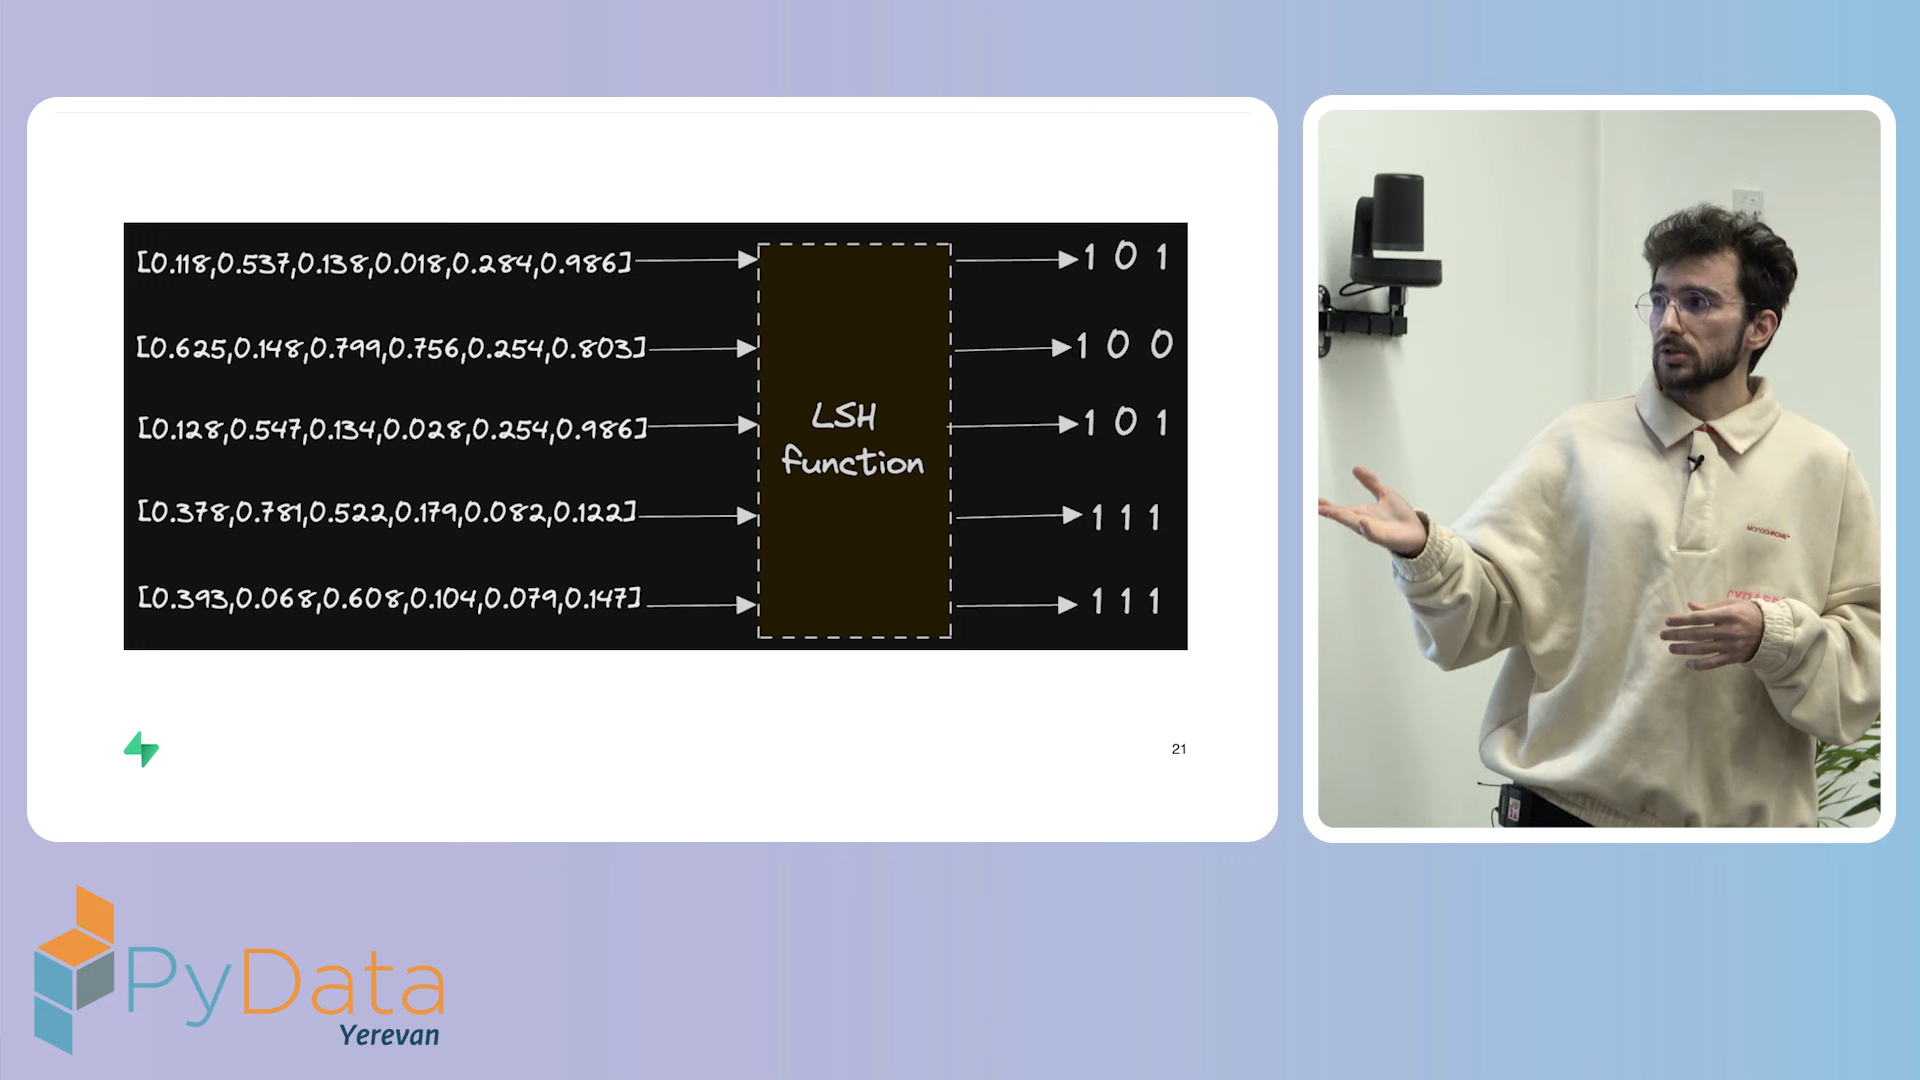 [0.118,0.537,0.138,0.018,0.284,0.986]
1 0 1
[0.625,0.148,0.799,0.756,0.254,0.803]
1 0 0
[0.128,0.547,0.134,0.028,0.254,0.986]
1 0 1
LSH
function
[0.378,0.781,0.522,0.179,0.082,0.122]
1 1 1
[0.393,0.068,0.608,0.104,0.079,0.147]
1 1 1
21
MONOCHROME
PyData
Yerevan